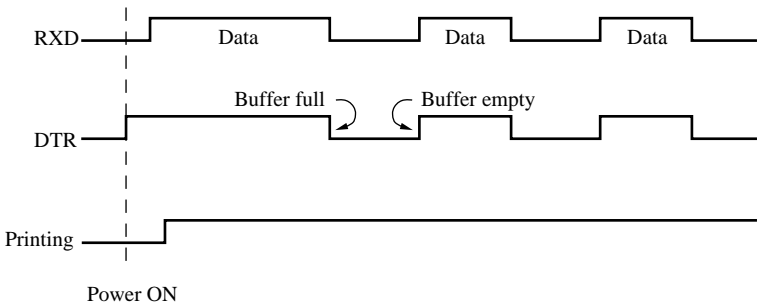 RXD
Data
Data
Data
Buffer full
Buffer empty
DTR
Printing
Power ON